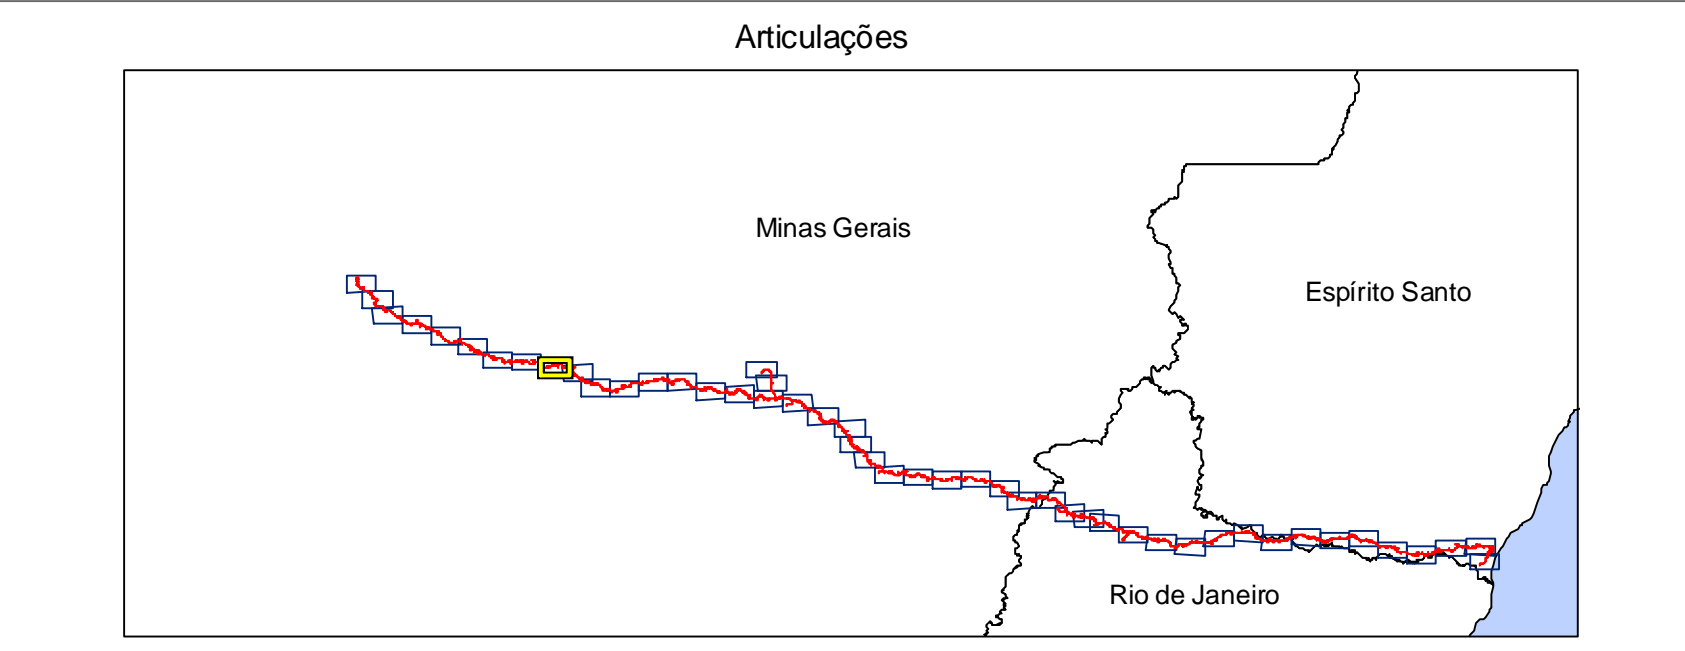 Articulações
Minas Gerais
Espírito Santo
Rio de Janeiro